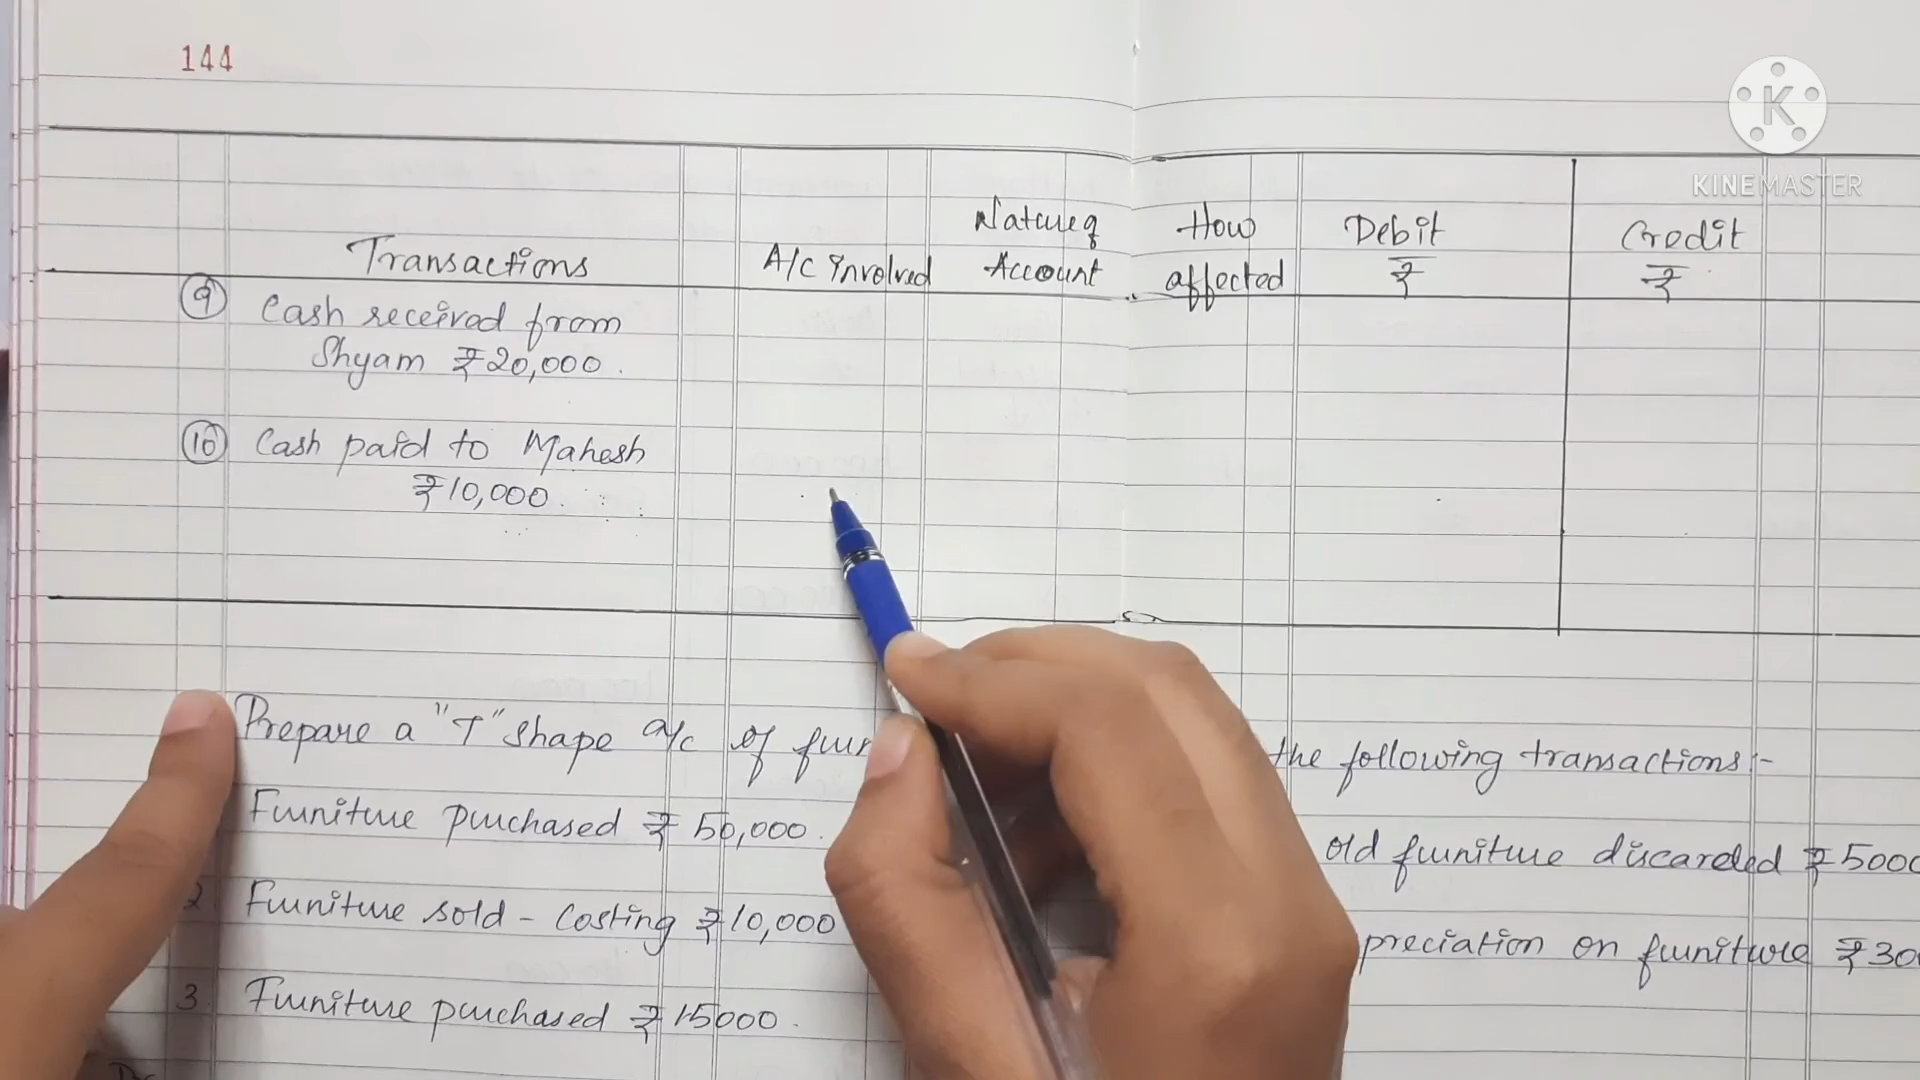 144
KINEMASTER
Transactions A/c involved Nature of Account How affected Debit ₹ Credit ₹
9 Cash received from
Shyam ₹20,000.
10 Cash paid to Mahesh
₹10,000.
Prepare a "T" shape a/c of the following transactions:-
Furniture purchased ₹ 50,000. old furniture discarded ₹5000
2. Furniture sold - Costing ₹10,000 preciation on furniture ₹30
3. Furniture purchased ₹15000.